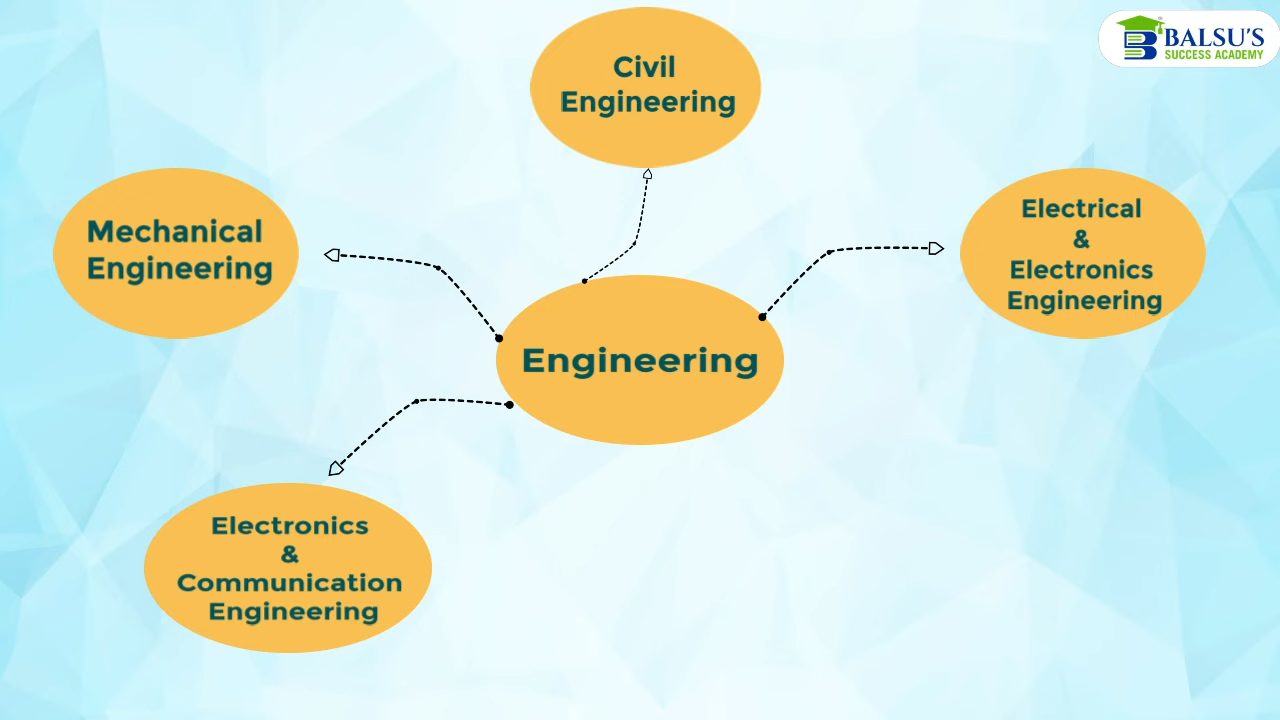 Civil
Engineering
BALSU'S
SUCCESS ACADEMY
Mechanical
Engineering
Electrical
&
Electronics
Engineering
Engineering
Electronics
&
Communication
Engineering